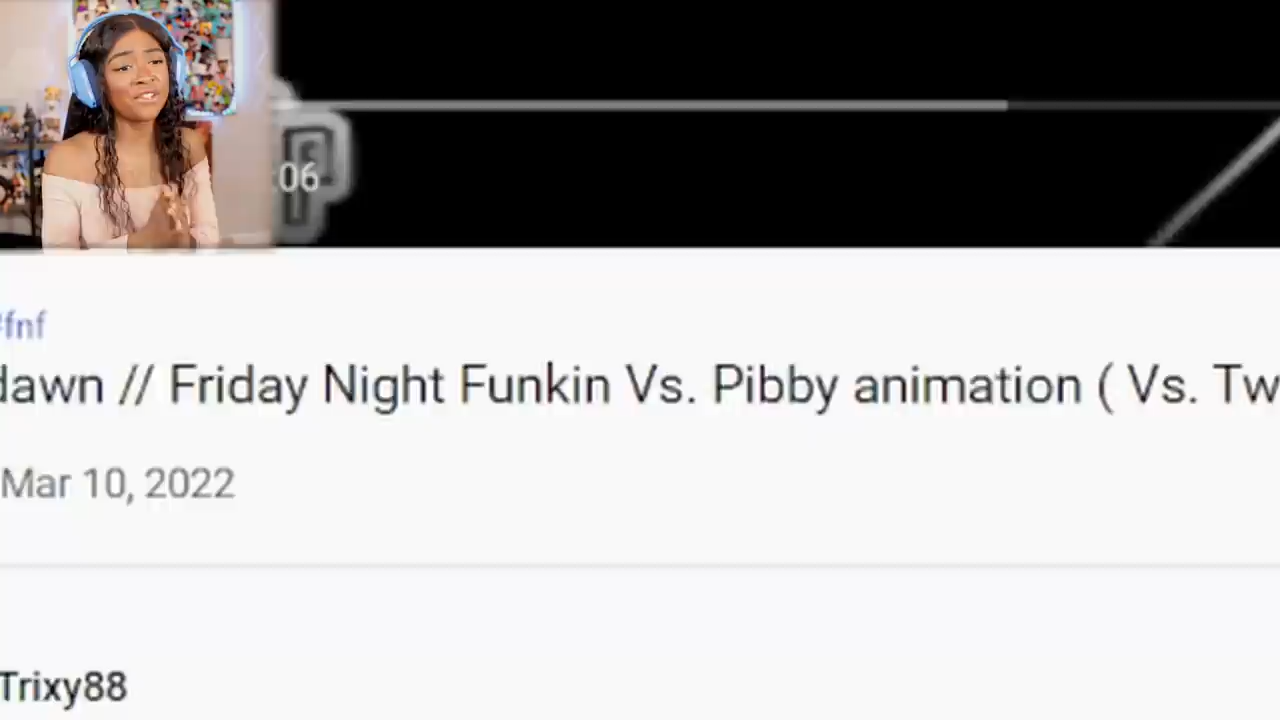 :06
#fnf
dawn // Friday Night Funkin Vs. Pibby animation ( Vs. Tw
Mar 10, 2022
Trixy88